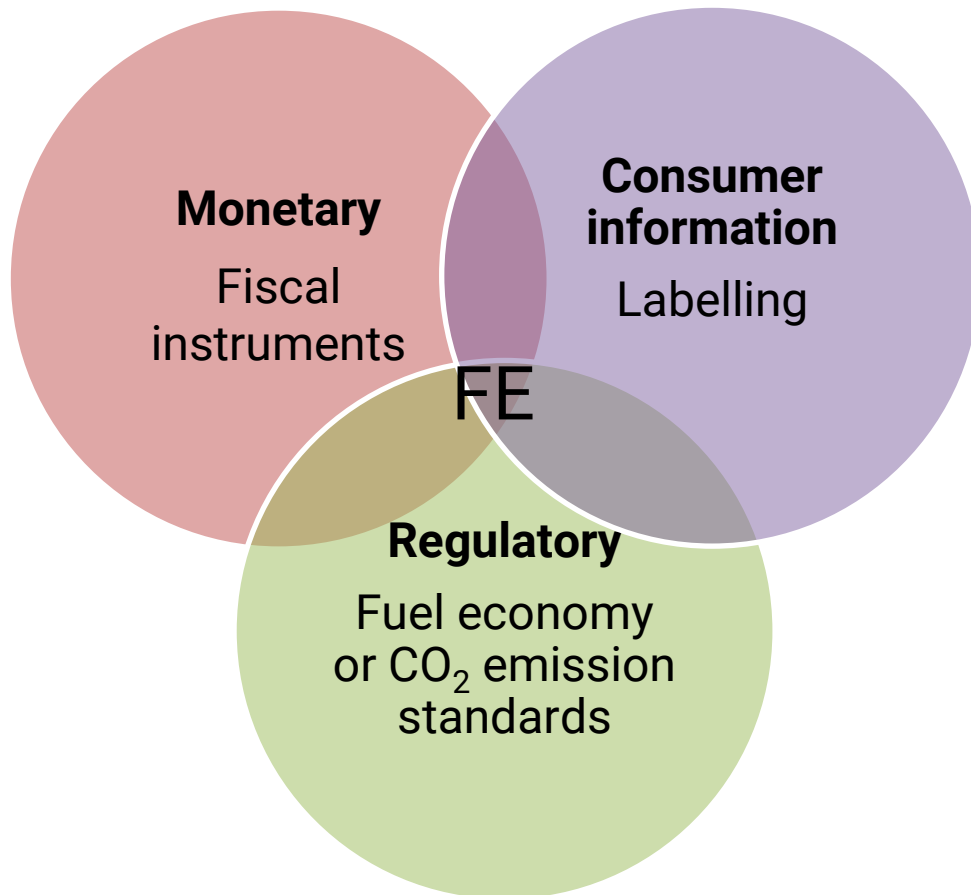 Monetary
Fiscal
instruments
Consumer
information
Labelling
FE
Regulatory
Fuel economy
or CO₂ emission
standards